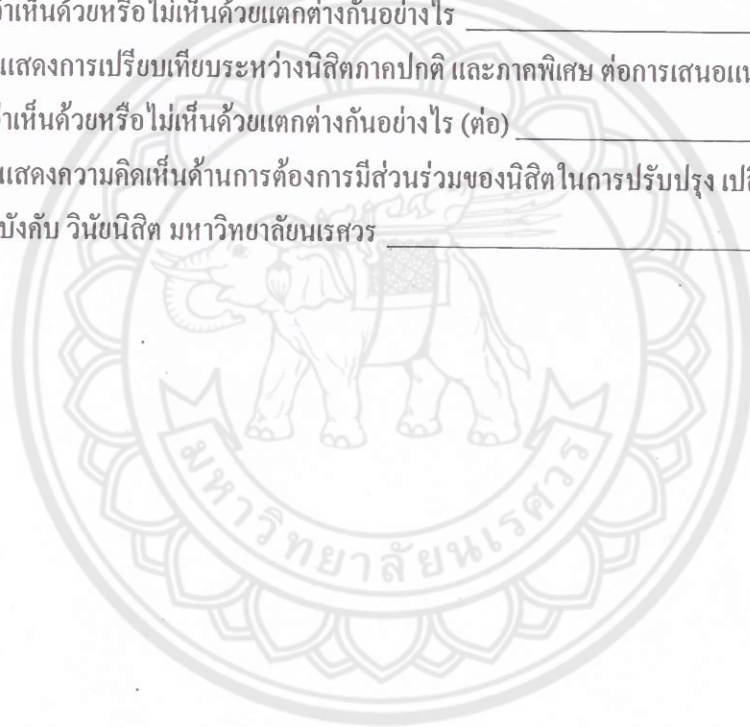 าเห็นด้วยหรือไม่เห็นด้วยแตกต่างกันอย่างไร
แสดงการเปรียบเทียบระหว่างนิสิตภาคปกติ และภาคพิเศษ ต่อการเสนอแน
าเห็นด้วยหรือไม่เห็นด้วยแตกต่างกันอย่างไร (ต่อ)
แสดงความคิดเห็นด้านการต้องการมีส่วนร่วมของนิสิตในการปรับปรุง เปลี
บังคับ วินัยนิสิต มหาวิทยาลัยนเรศวร
มหาวิทยาลัยนเรศวร